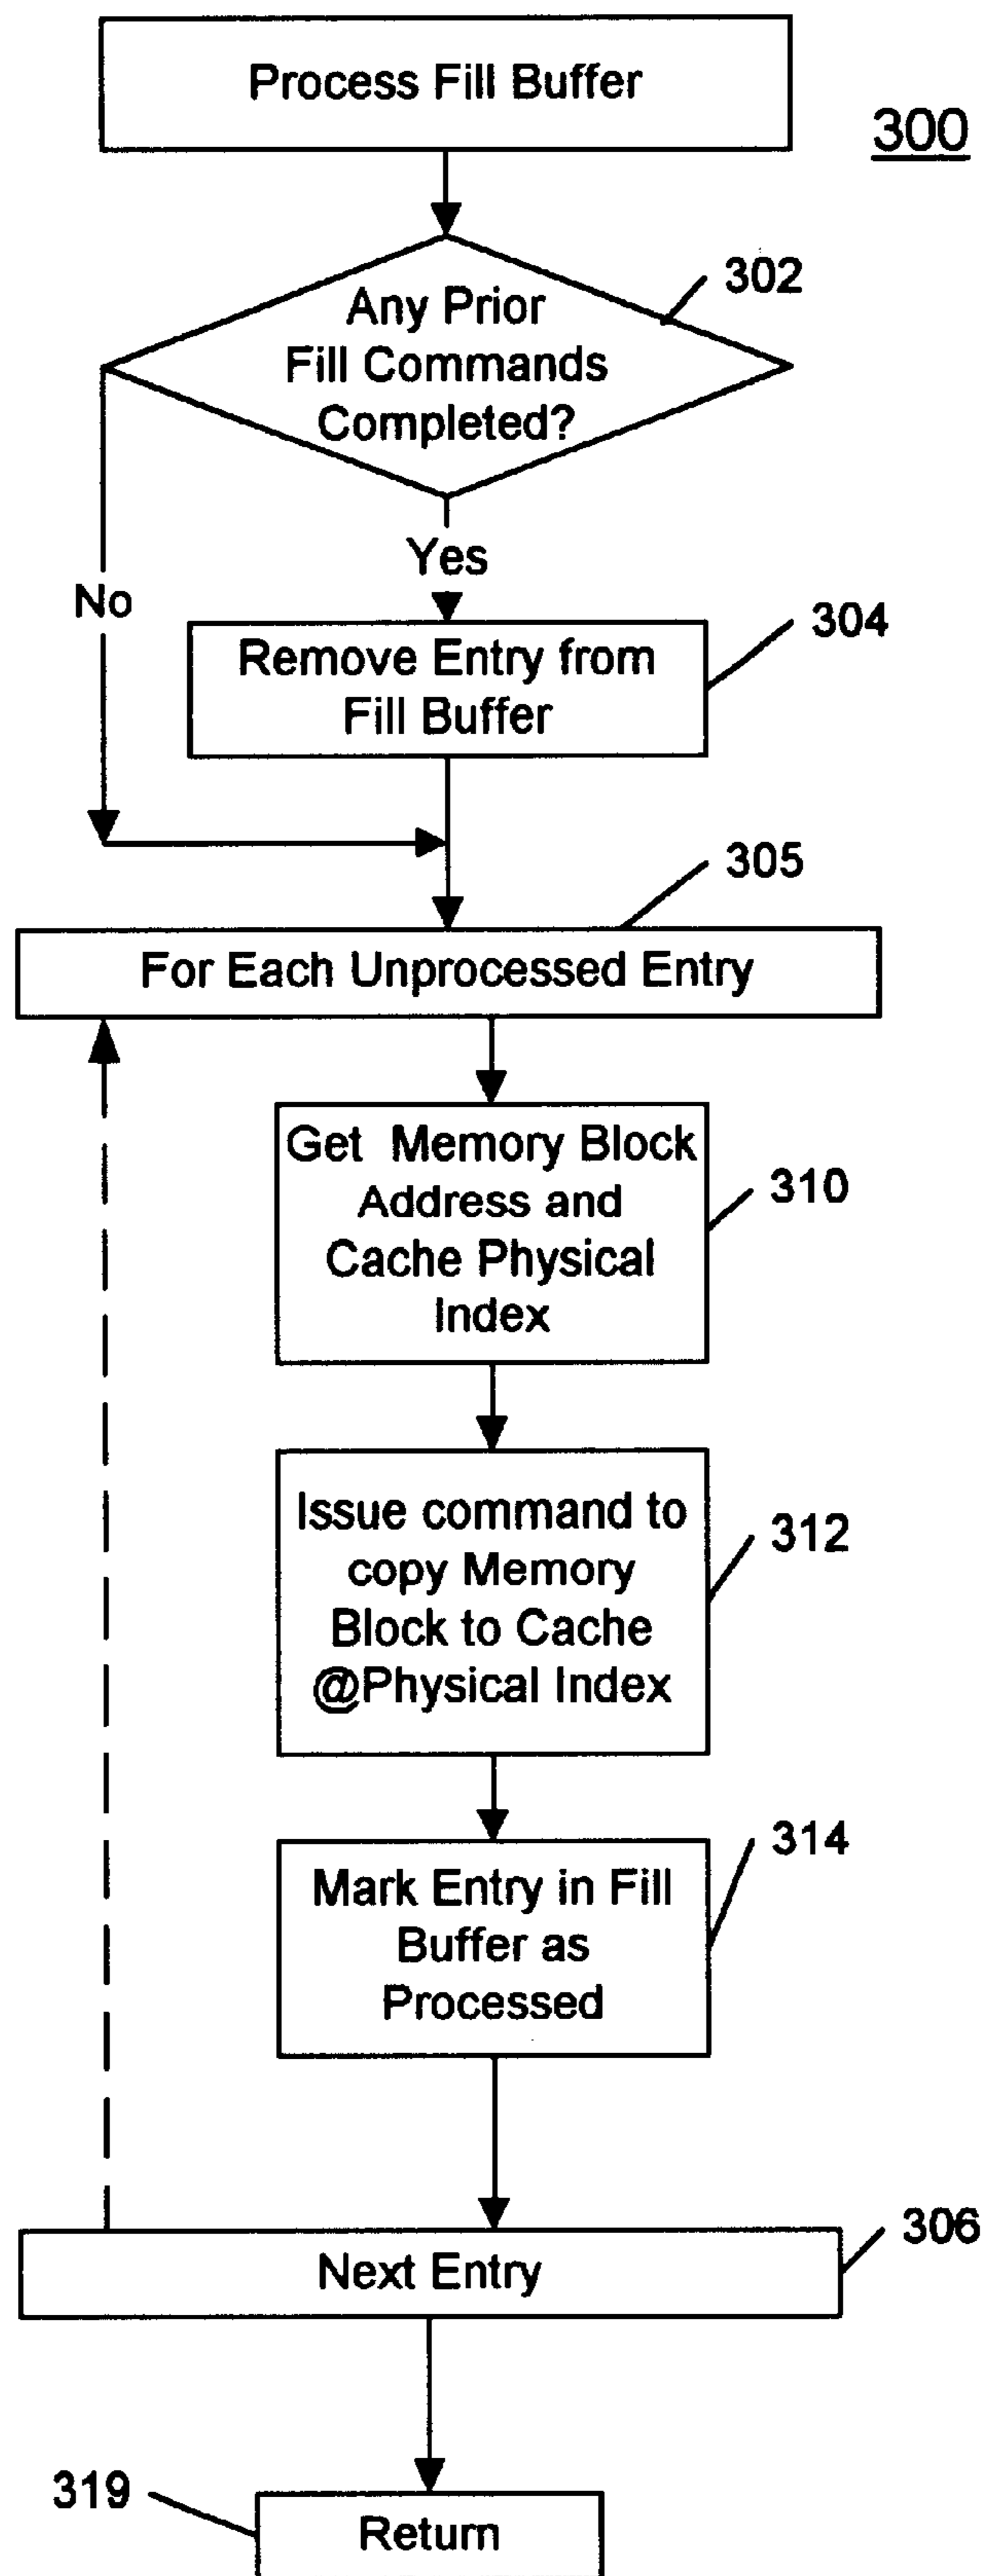 Process Fill Buffer
300
302
Any Prior
Fill Commands
Completed?
Yes
No
304
Remove Entry from
Fill Buffer
305
For Each Unprocessed Entry
Get Memory Block
Address and
Cache Physical
Index
310
Issue command to
copy Memory
Block to Cache
@Physical Index
312
314
Mark Entry in Fill
Buffer as
Processed
306
Next Entry
319
Return